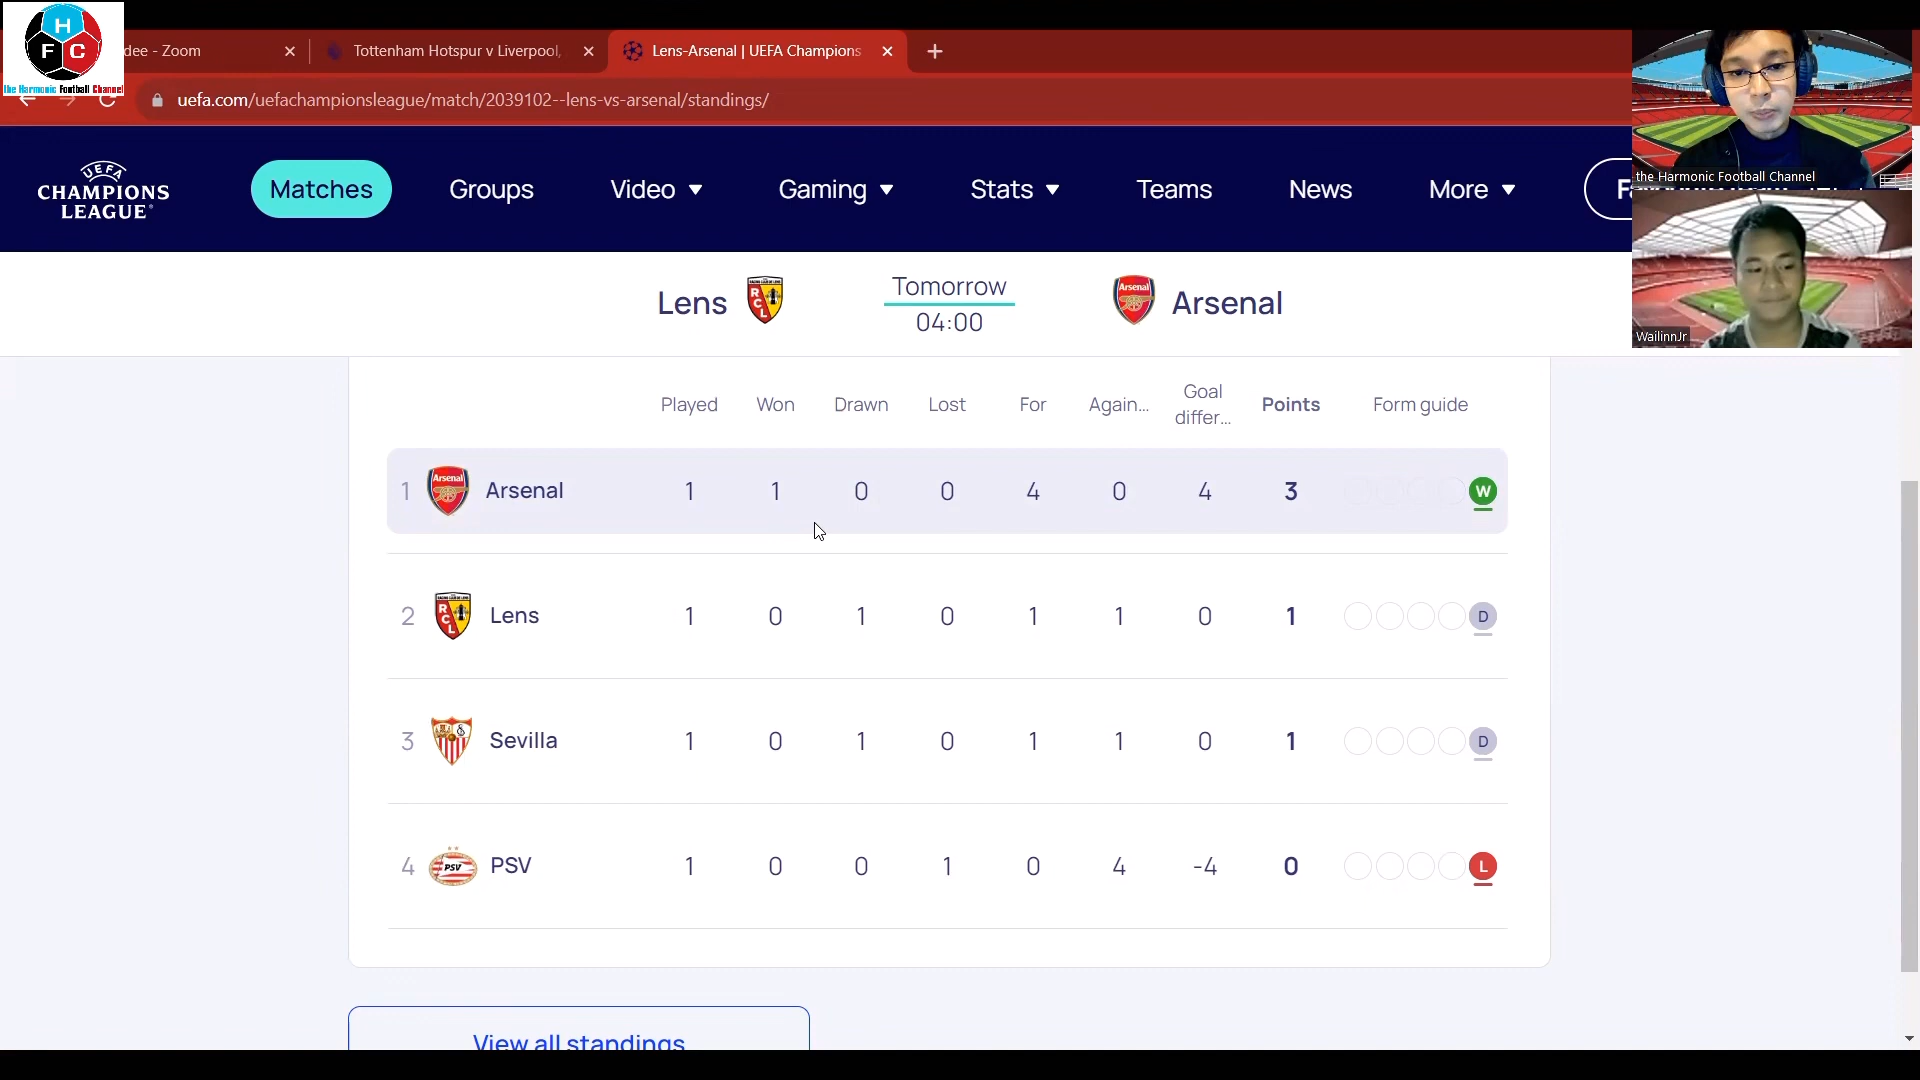 H
F C
the Harmonic Football Channel
dee - Zoom
Tottenham Hotspur v Liverpool,
Lens-Arsenal | UEFA Champions
uefa.com/uefachampionsleague/match/2039102--lens-vs-arsenal/standings/
UEFA
CHAMPIONS
LEAGUE
Matches
Groups
Video
Gaming
Stats
Teams
News
More
the Harmonic Football Channel
WailinnJr
Lens
RCL
Tomorrow
04:00
Arsenal
Arsenal
Played Won Drawn Lost For Again... Goal differ... Points Form guide
1 Arsenal Arsenal 1 1 0 0 4 0 4 3 W
2 RCL Lens 1 0 1 0 1 1 0 1 D
3 Sevilla 1 0 1 0 1 1 0 1 D
4 PSV PSV 1 0 0 1 0 4 -4 0 L
View all standings